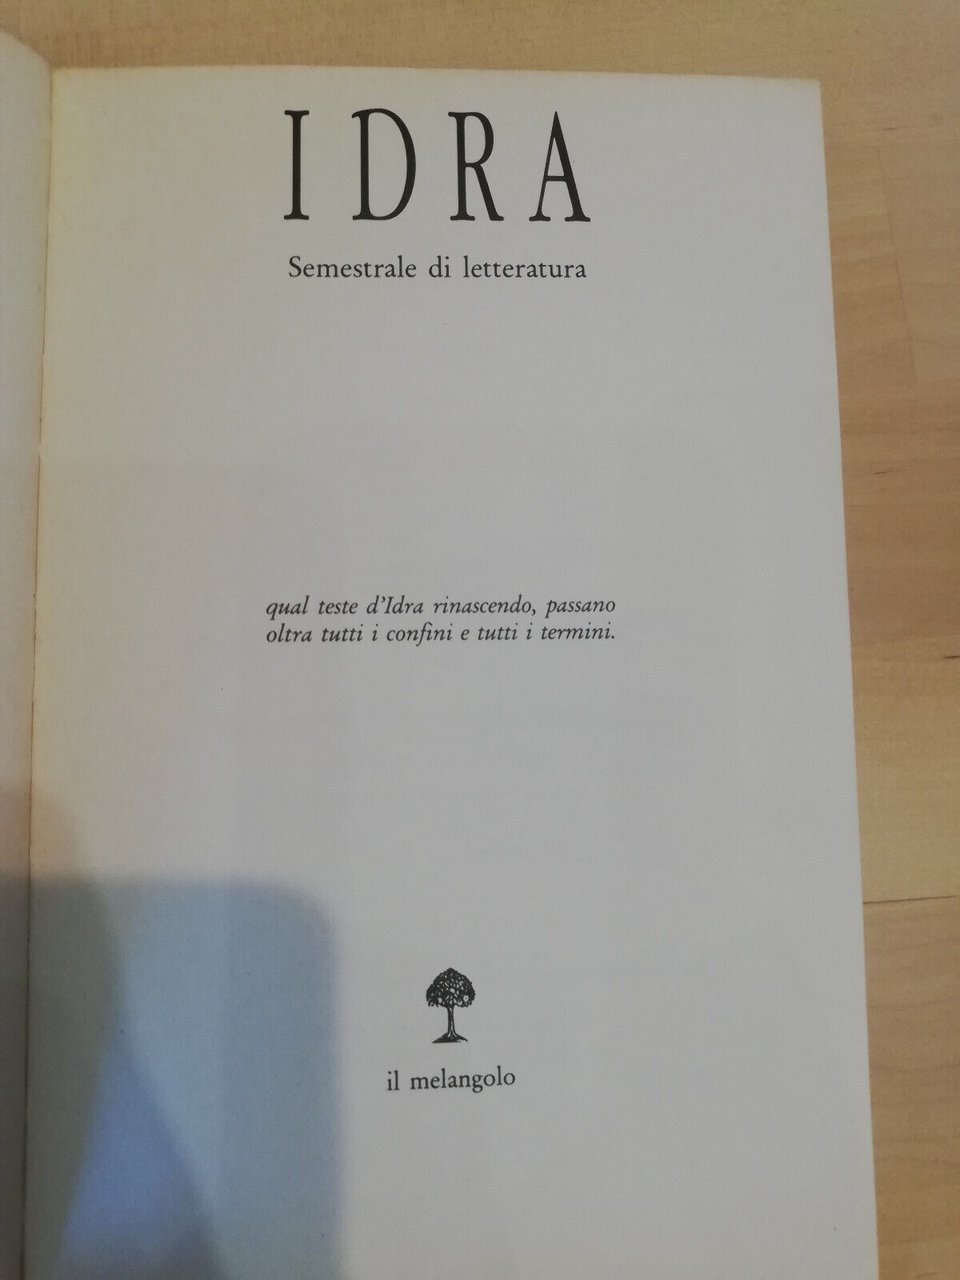 IDRA
Semestrale di letteratura
qual teste d'Idra rinascendo, passano
oltra tutti i confini e tutti i termini.
il melangolo